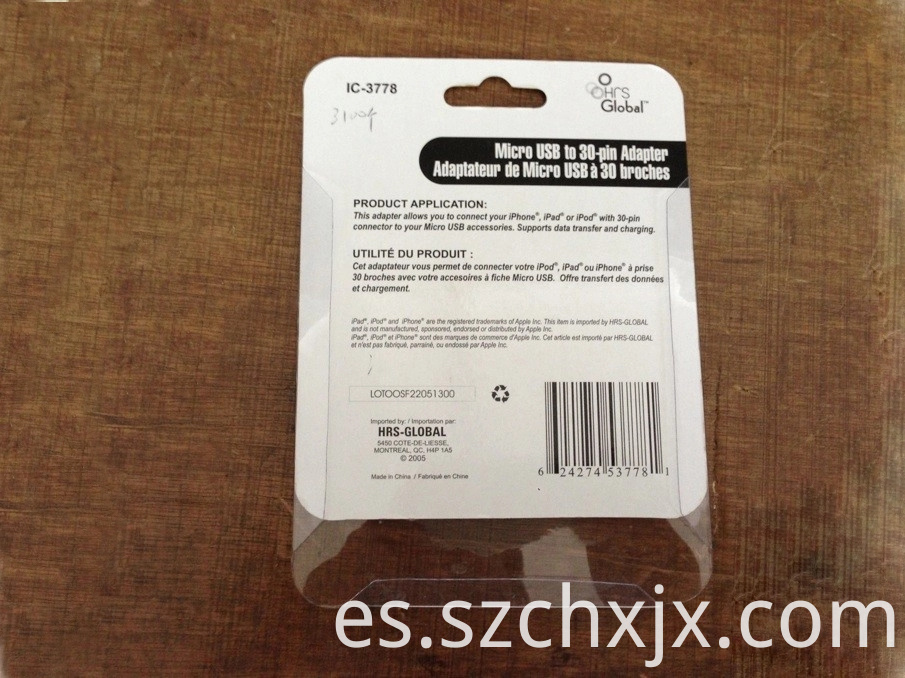 IC-3778
OHRS
Global™
Micro USB to 30-pin Adapter
Adaptateur de Micro USB à 30 broches
PRODUCT APPLICATION:
This adapter allows you to connect your iPhone®, iPad® or iPod® with 30-pin
connector to your Micro USB accessories. Supports data transfer and charging.
UTILITÉ DU PRODUIT :
Cet adaptateur vous permet de connecter votre iPod®, iPad® ou iPhone® à prise
30 broches avec votre accesoires à fiche Micro USB. Offre transfert des données
et chargement.
iPad®, iPod® and iPhone® are the registered trademarks of Apple Inc. This item is imported by HRS-GLOBAL
and is not manufactured, sponsored, endorsed or distributed by Apple Inc.
iPad®, iPod® et iPhone® sont des marques de commerce d'Apple Inc. Cet article est importé par HRS-GLOBAL
et n'est pas fabriqué, parrainé, ou endossé par Apple Inc.
LOTOOSF22051300
Imported by: / Importation par:
HRS-GLOBAL
5450 COTE-DE-LIESSE,
MONTREAL, QC, H4P 1A5
© 2005
Made in China / Fabriqué en Chine
6 24274 53778 1
es.szchxjx.com